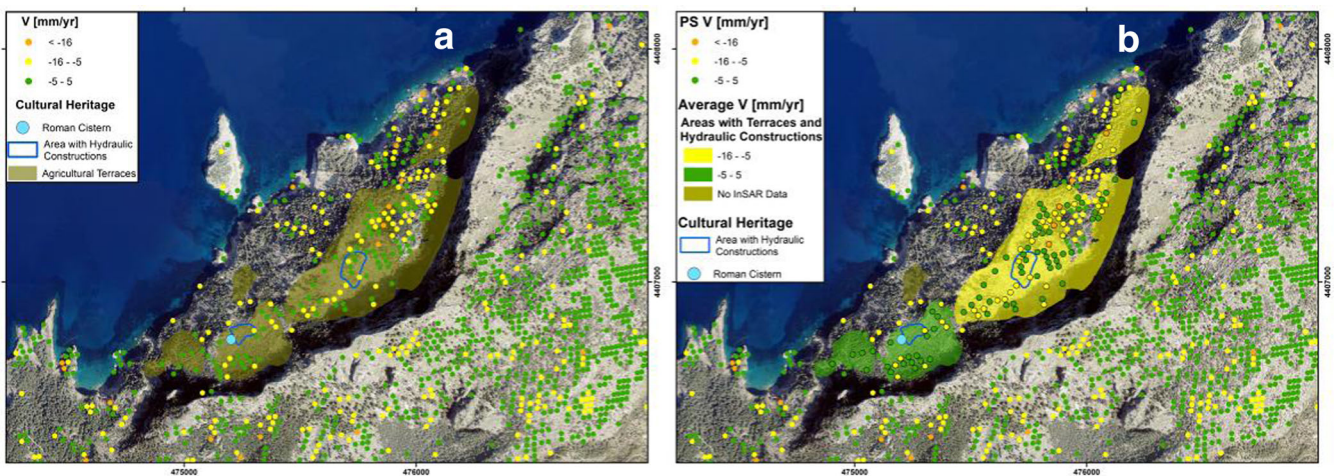 V [mm/yr]
< -16
-16 - -5
-5 - 5
Cultural Heritage
Roman Cistern
Area with Hydraulic
Constructions
Agricultural Terraces
a
475000
476000
4408000
4407000
PS V [mm/yr]
< -16
-16 - -5
-5 - 5
Average V [mm/yr]
Areas with Terraces and
Hydraulic Constructions
-16 - -5
-5 - 5
No InSAR Data
Cultural Heritage
Area with Hydraulic
Constructions
Roman Cistern
b
475000
476000
4408000
4407000